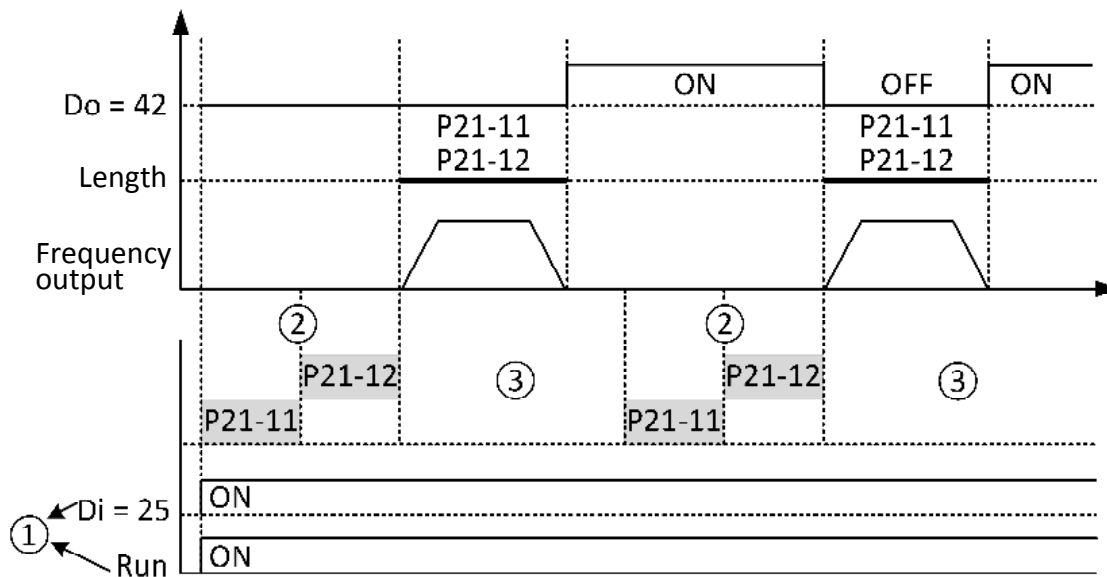 ON OFF ON
Do = 42
P21-11 P21-11
P21-12 P21-12
Length
Frequency
output
② ②
P21-12 ③ P21-12 ③
P21-11 P21-11
ON
Di = 25
①
ON
Run